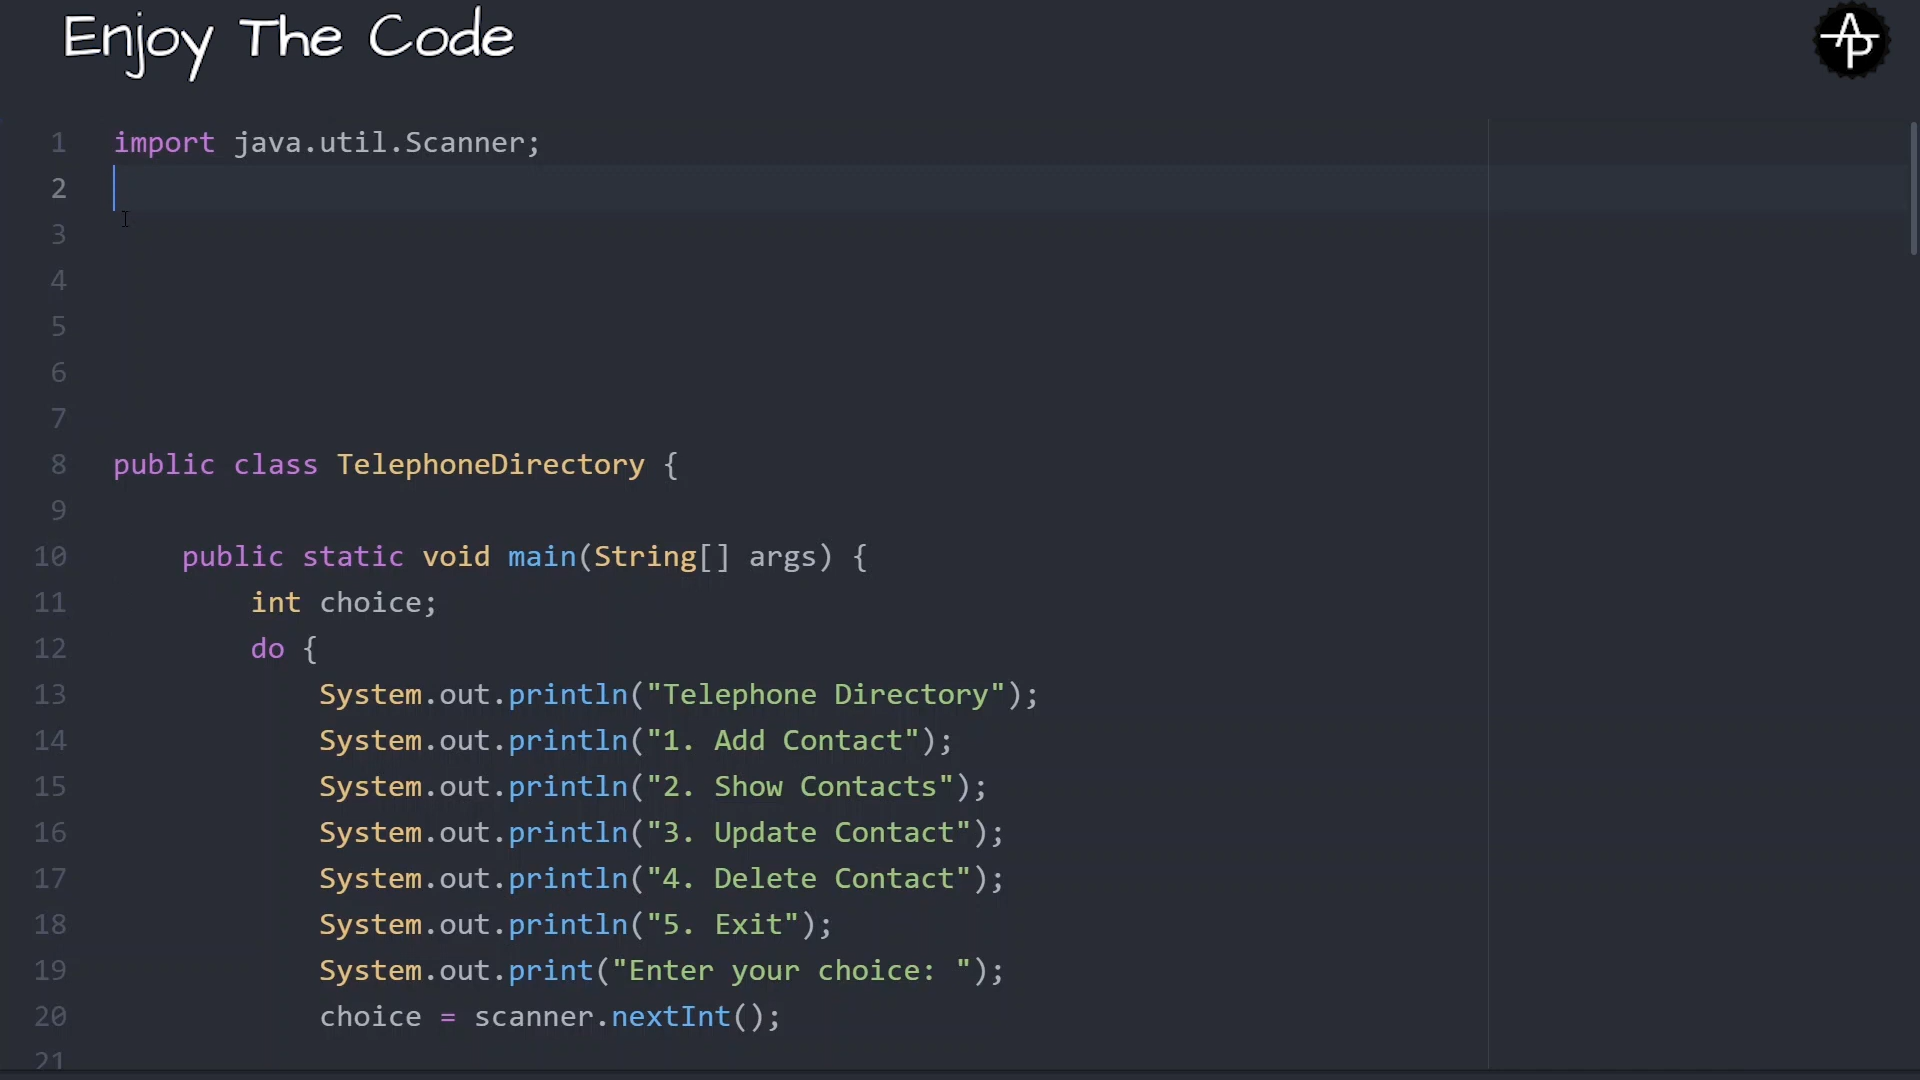 Enjoy The Code
AP
1 import java.util.Scanner;
2
3
4
5
6
7
8 public class TelephoneDirectory {
9
10     public static void main(String[] args) {
11         int choice;
12         do {
13             System.out.println("Telephone Directory");
14             System.out.println("1. Add Contact");
15             System.out.println("2. Show Contacts");
16             System.out.println("3. Update Contact");
17             System.out.println("4. Delete Contact");
18             System.out.println("5. Exit");
19             System.out.print("Enter your choice: ");
20             choice = scanner.nextInt();
21